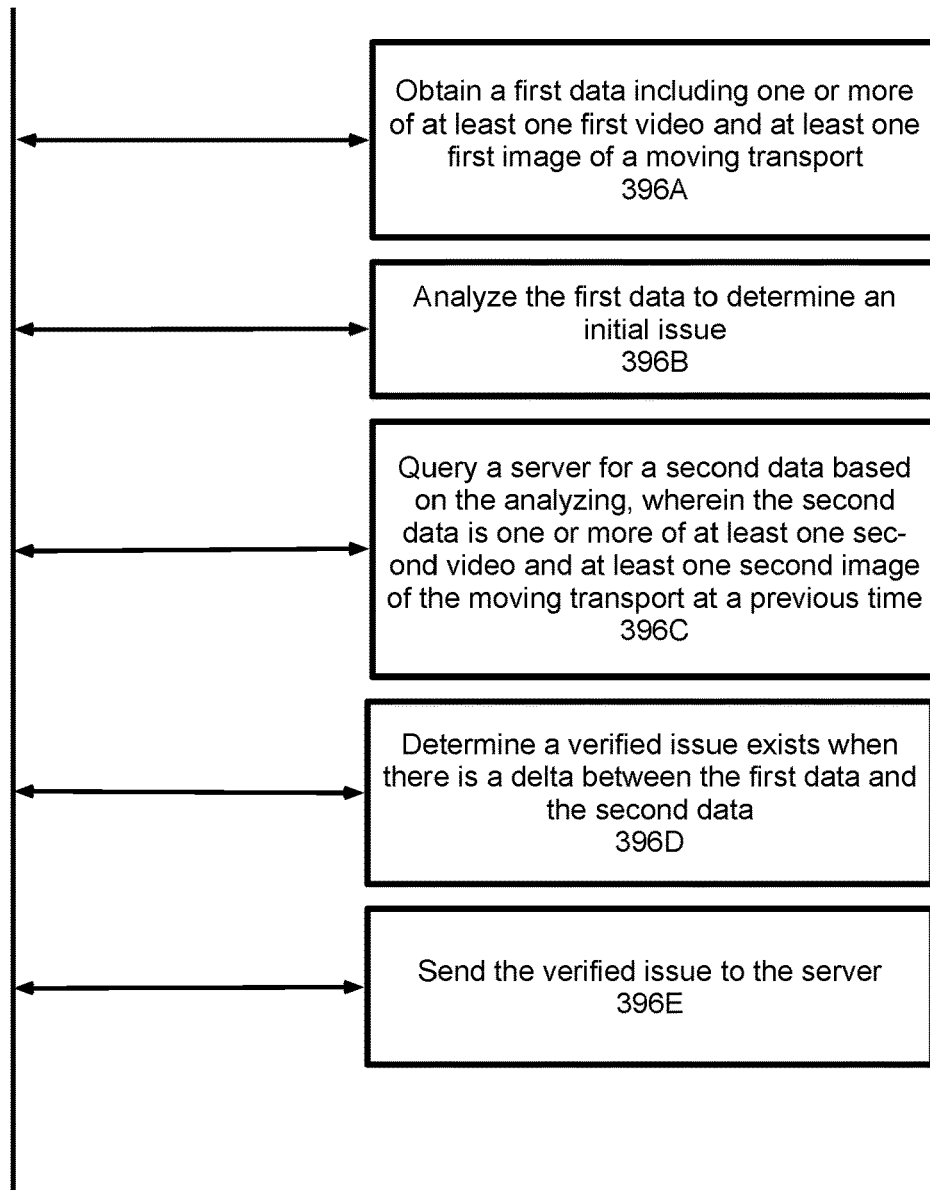 Obtain a first data including one or more
of at least one first video and at least one
first image of a moving transport
396A
Analyze the first data to determine an
initial issue
396B
Query a server for a second data based
on the analyzing, wherein the second
data is one or more of at least one sec-
ond video and at least one second image
of the moving transport at a previous time
396C
Determine a verified issue exists when
there is a delta between the first data and
the second data
396D
Send the verified issue to the server
396E